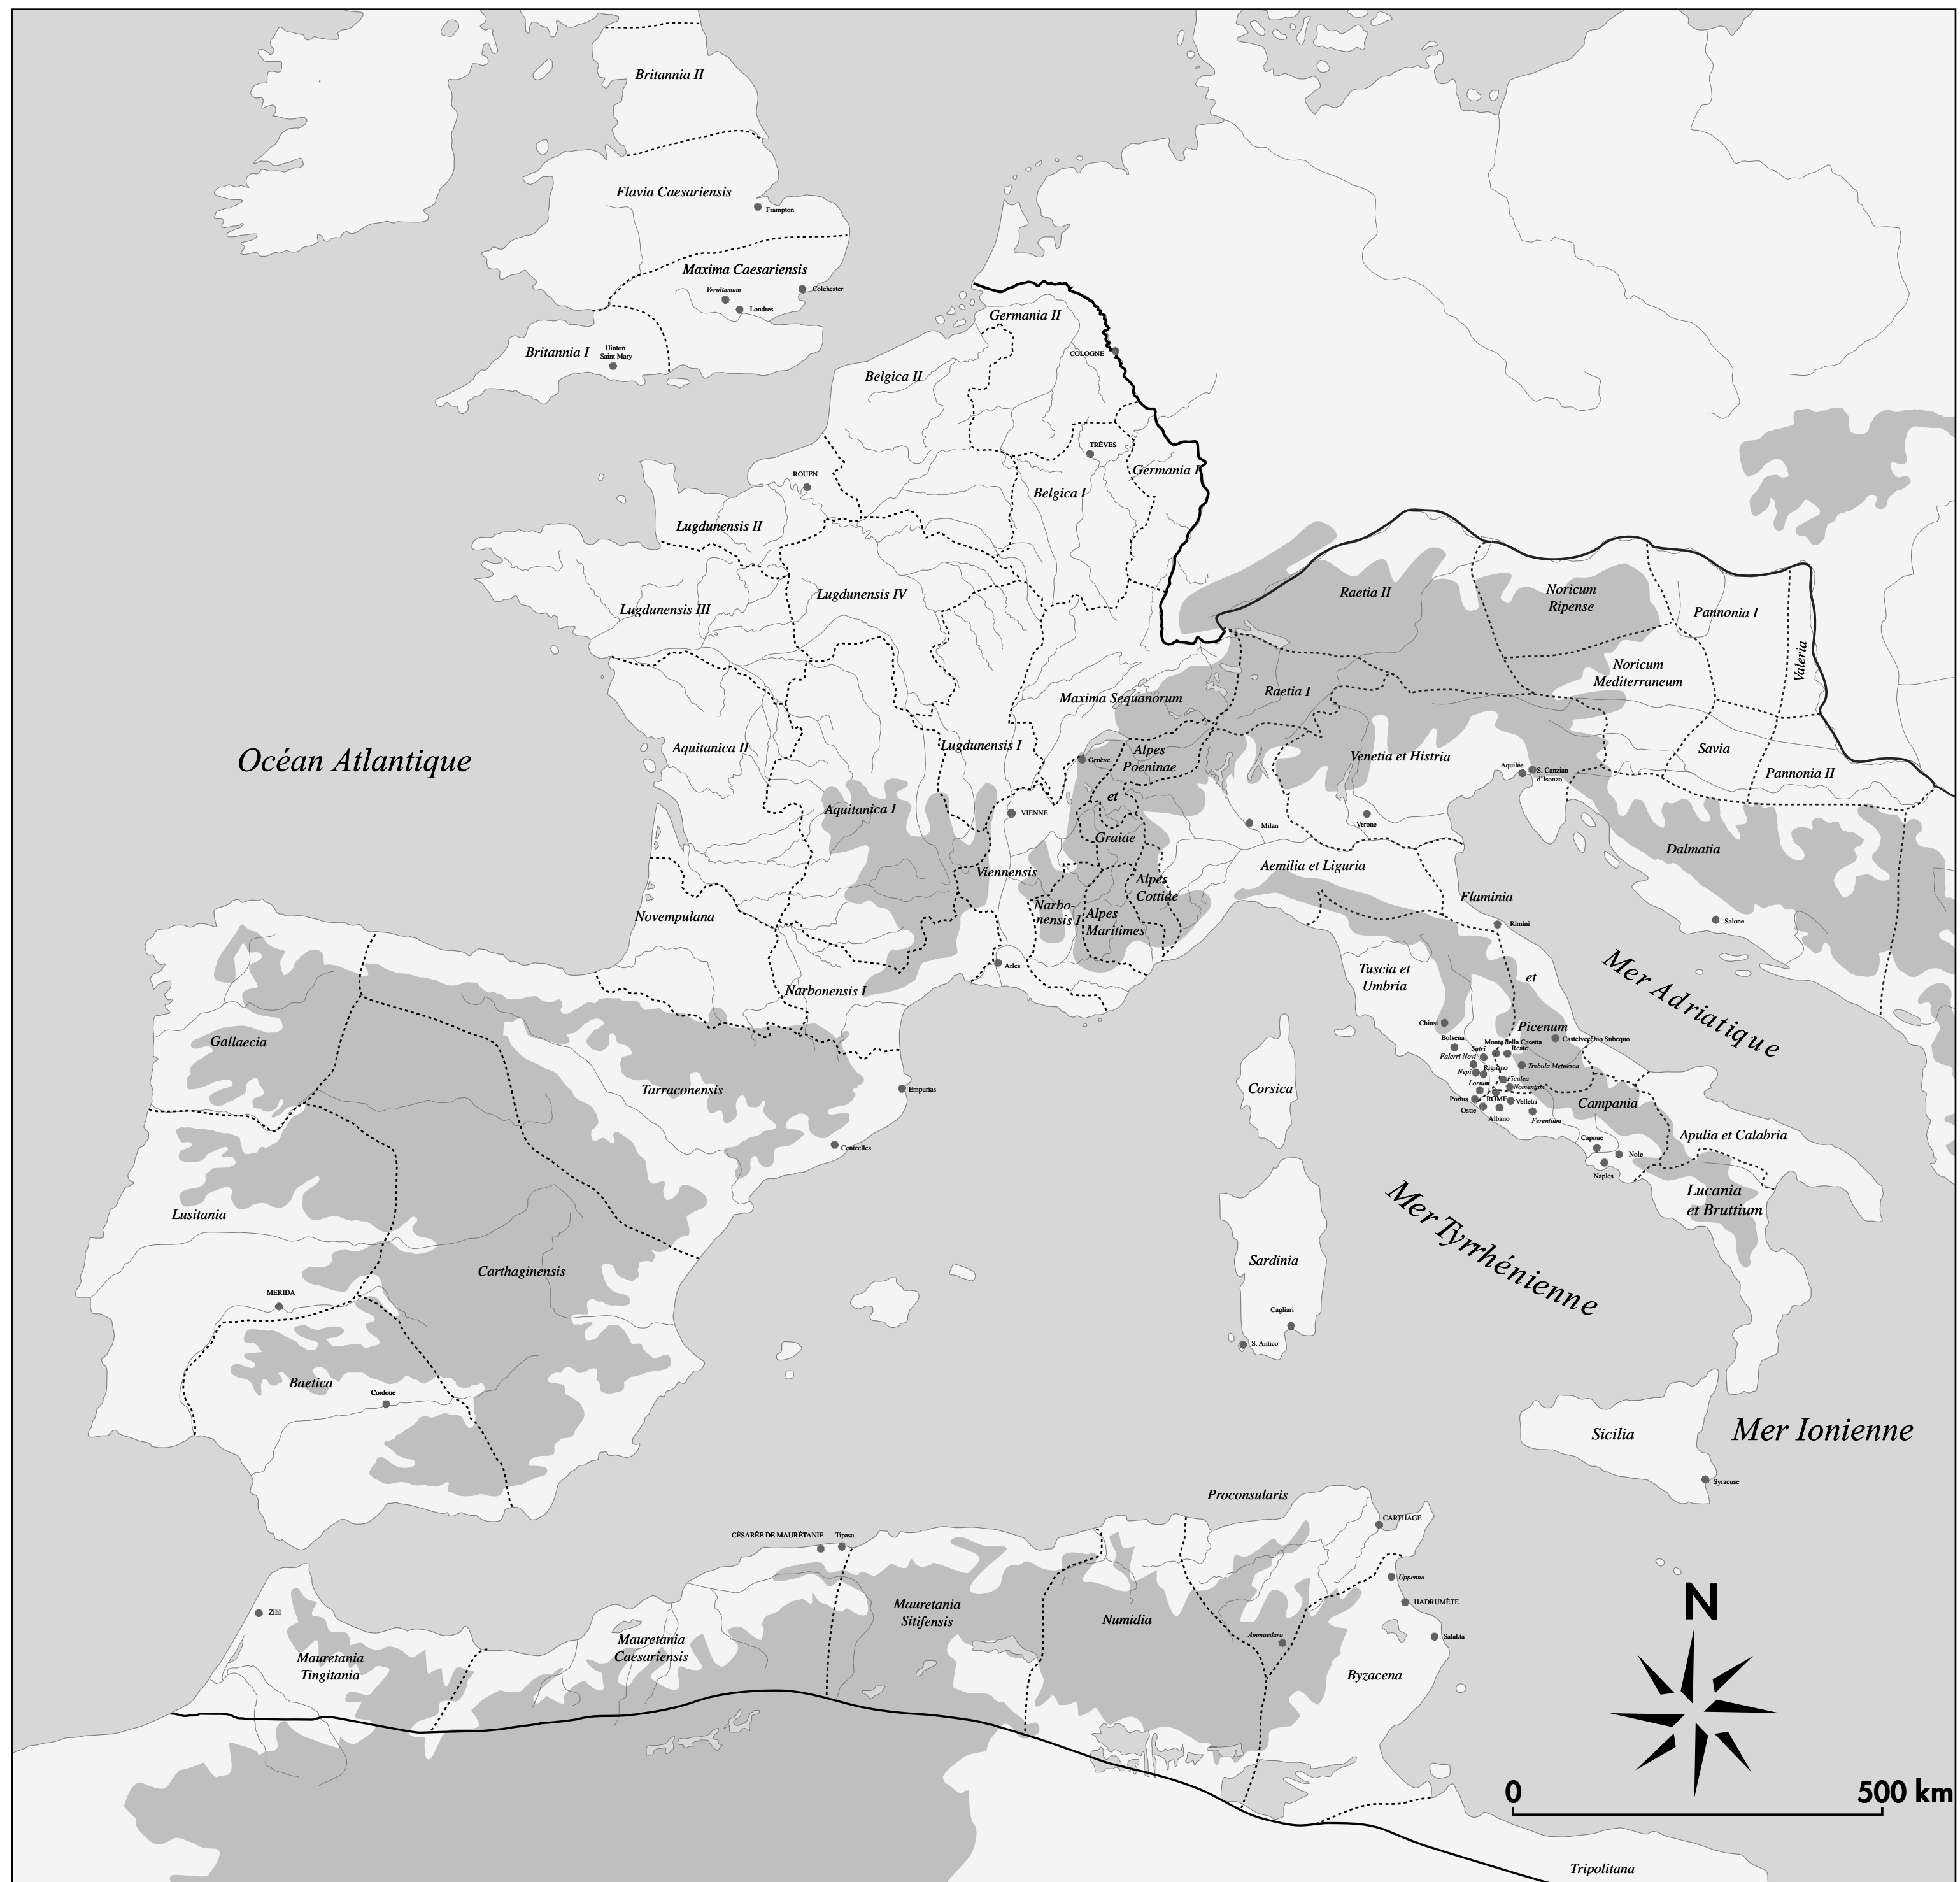 Britannia II
Flavia Caesariensis
Frampton
Maxima Caesariensis
Verulamum
Colchester
Londres
Britannia I
Hinton
Saint Mary
Germania II
COLOGNE
Belgica II
TRÈVES
Germania I
ROUEN
Belgica I
Lugdunensis II
Lugdunensis III
Lugdunensis IV
Raetia II
Noricum
Ripense
Pannonia I
Valeria
Noricum
Mediterraneum
Maxima Sequanorum
Raetia I
Océan Atlantique
Aquitanica II
Lugdunensis I
Genève
Alpes
Poeninae
et
Graiae
Venetia et Histria
Aquilée
S. Canzian
d'Isonzo
Savia
Pannonia II
Aquitanica I
VIENNE
Milan
Verone
Viennensis
Aemilia et Liguria
Dalmatia
Alpes
Cottiae
Narbo-
nensis I
Alpes
Maritimes
Flaminia
Rimini
Salone
Novempulana
Arles
Narbonensis I
Tuscia et
Umbria
et
Picenum
Mer Adriatique
Gallaecia
Tarraconensis
Empurias
Cenicelles
Corsica
Chiusi
Bolsena
Sutri
Monta della Casetta
Castelvecchio Subequo
Falerri Novi
Reate
Nepi
Rignano
Trebula Metuesca
Lorium
Ficulea
Nomentum
Portus
ROME
Velletri
Ostie
Albano
Ferentium
Campania
Capoue
Nole
Naples
Apulia et Calabria
Lucania
et Bruttium
Lusitania
Carthaginensis
MERIDA
Baetica
Cordoue
Sardinia
Cagliari
S. Antico
Mer Tyrrhénienne
Sicilia
Syracuse
Mer Ionienne
Proconsularis
CARTHAGE
CÉSARÉE DE MAURÉTANIE
Tipasa
Uppenna
HADRUMÈTE
Salakta
Ammaedara
Byzacena
Zilil
Mauretania
Tingitania
Mauretania
Caesariensis
Mauretania
Sitifensis
Numidia
Tripolitana
N
0
500 km